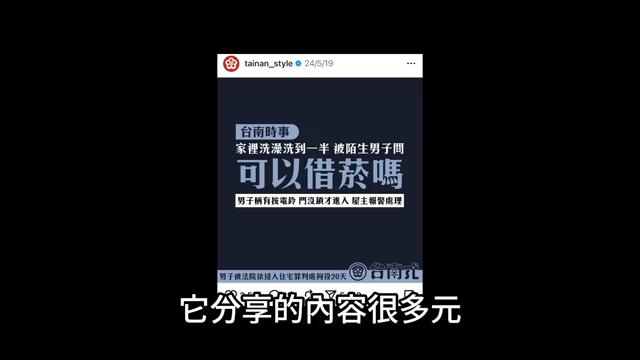 tainan_style 24/5/19
台南時事
家裡洗澡洗到一半 被陌生男子問
可以借菸嗎
男子稱有按電鈴 門沒鎖才進入 屋主報警處理
男子被法院依侵入住宅罪判處拘役20天
台南式
它分享的內容很多元